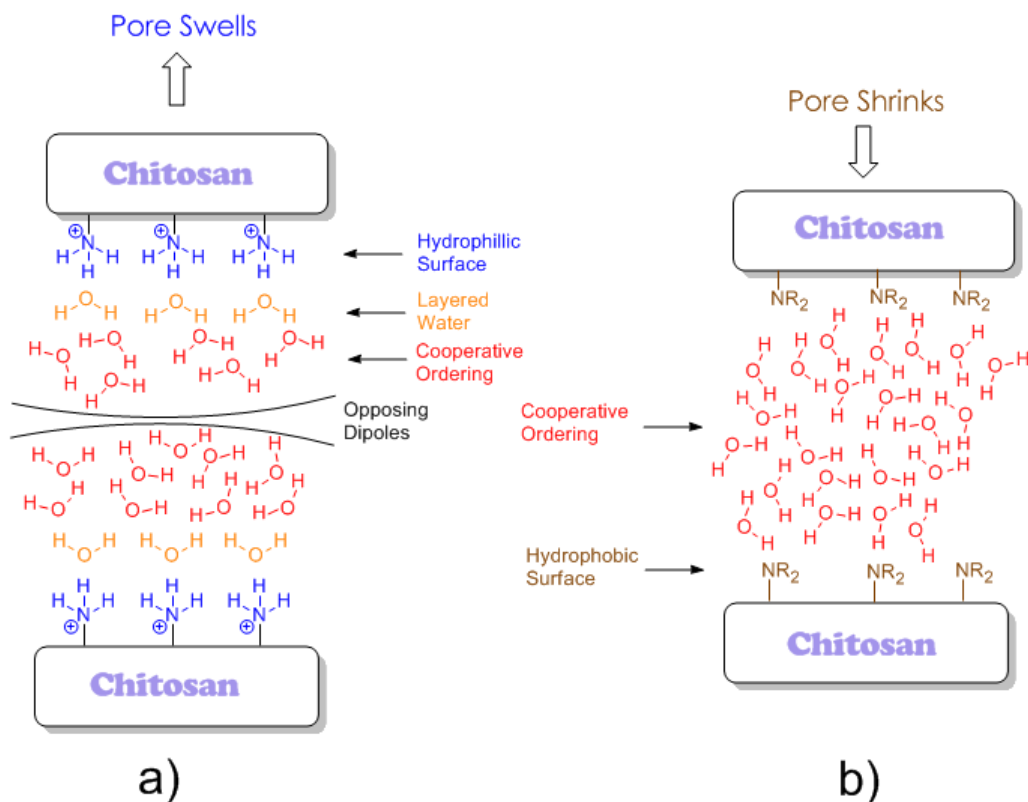 Pore Swells
Chitosan
⊕ ⊕ ⊕
N N N
H H H H H H
H H H
Hydrophillic
Surface
O O O
H H H H H H
Layered
Water
Cooperative
Ordering
Opposing
Dipoles
H H H H H H
O O O
H H H
H H H H H H
N N N
⊕ ⊕ ⊕
Chitosan
a)
Pore Shrinks
Chitosan
NR2 NR2 NR2
Cooperative
Ordering
Hydrophobic
Surface
NR2 NR2 NR2
Chitosan
b)